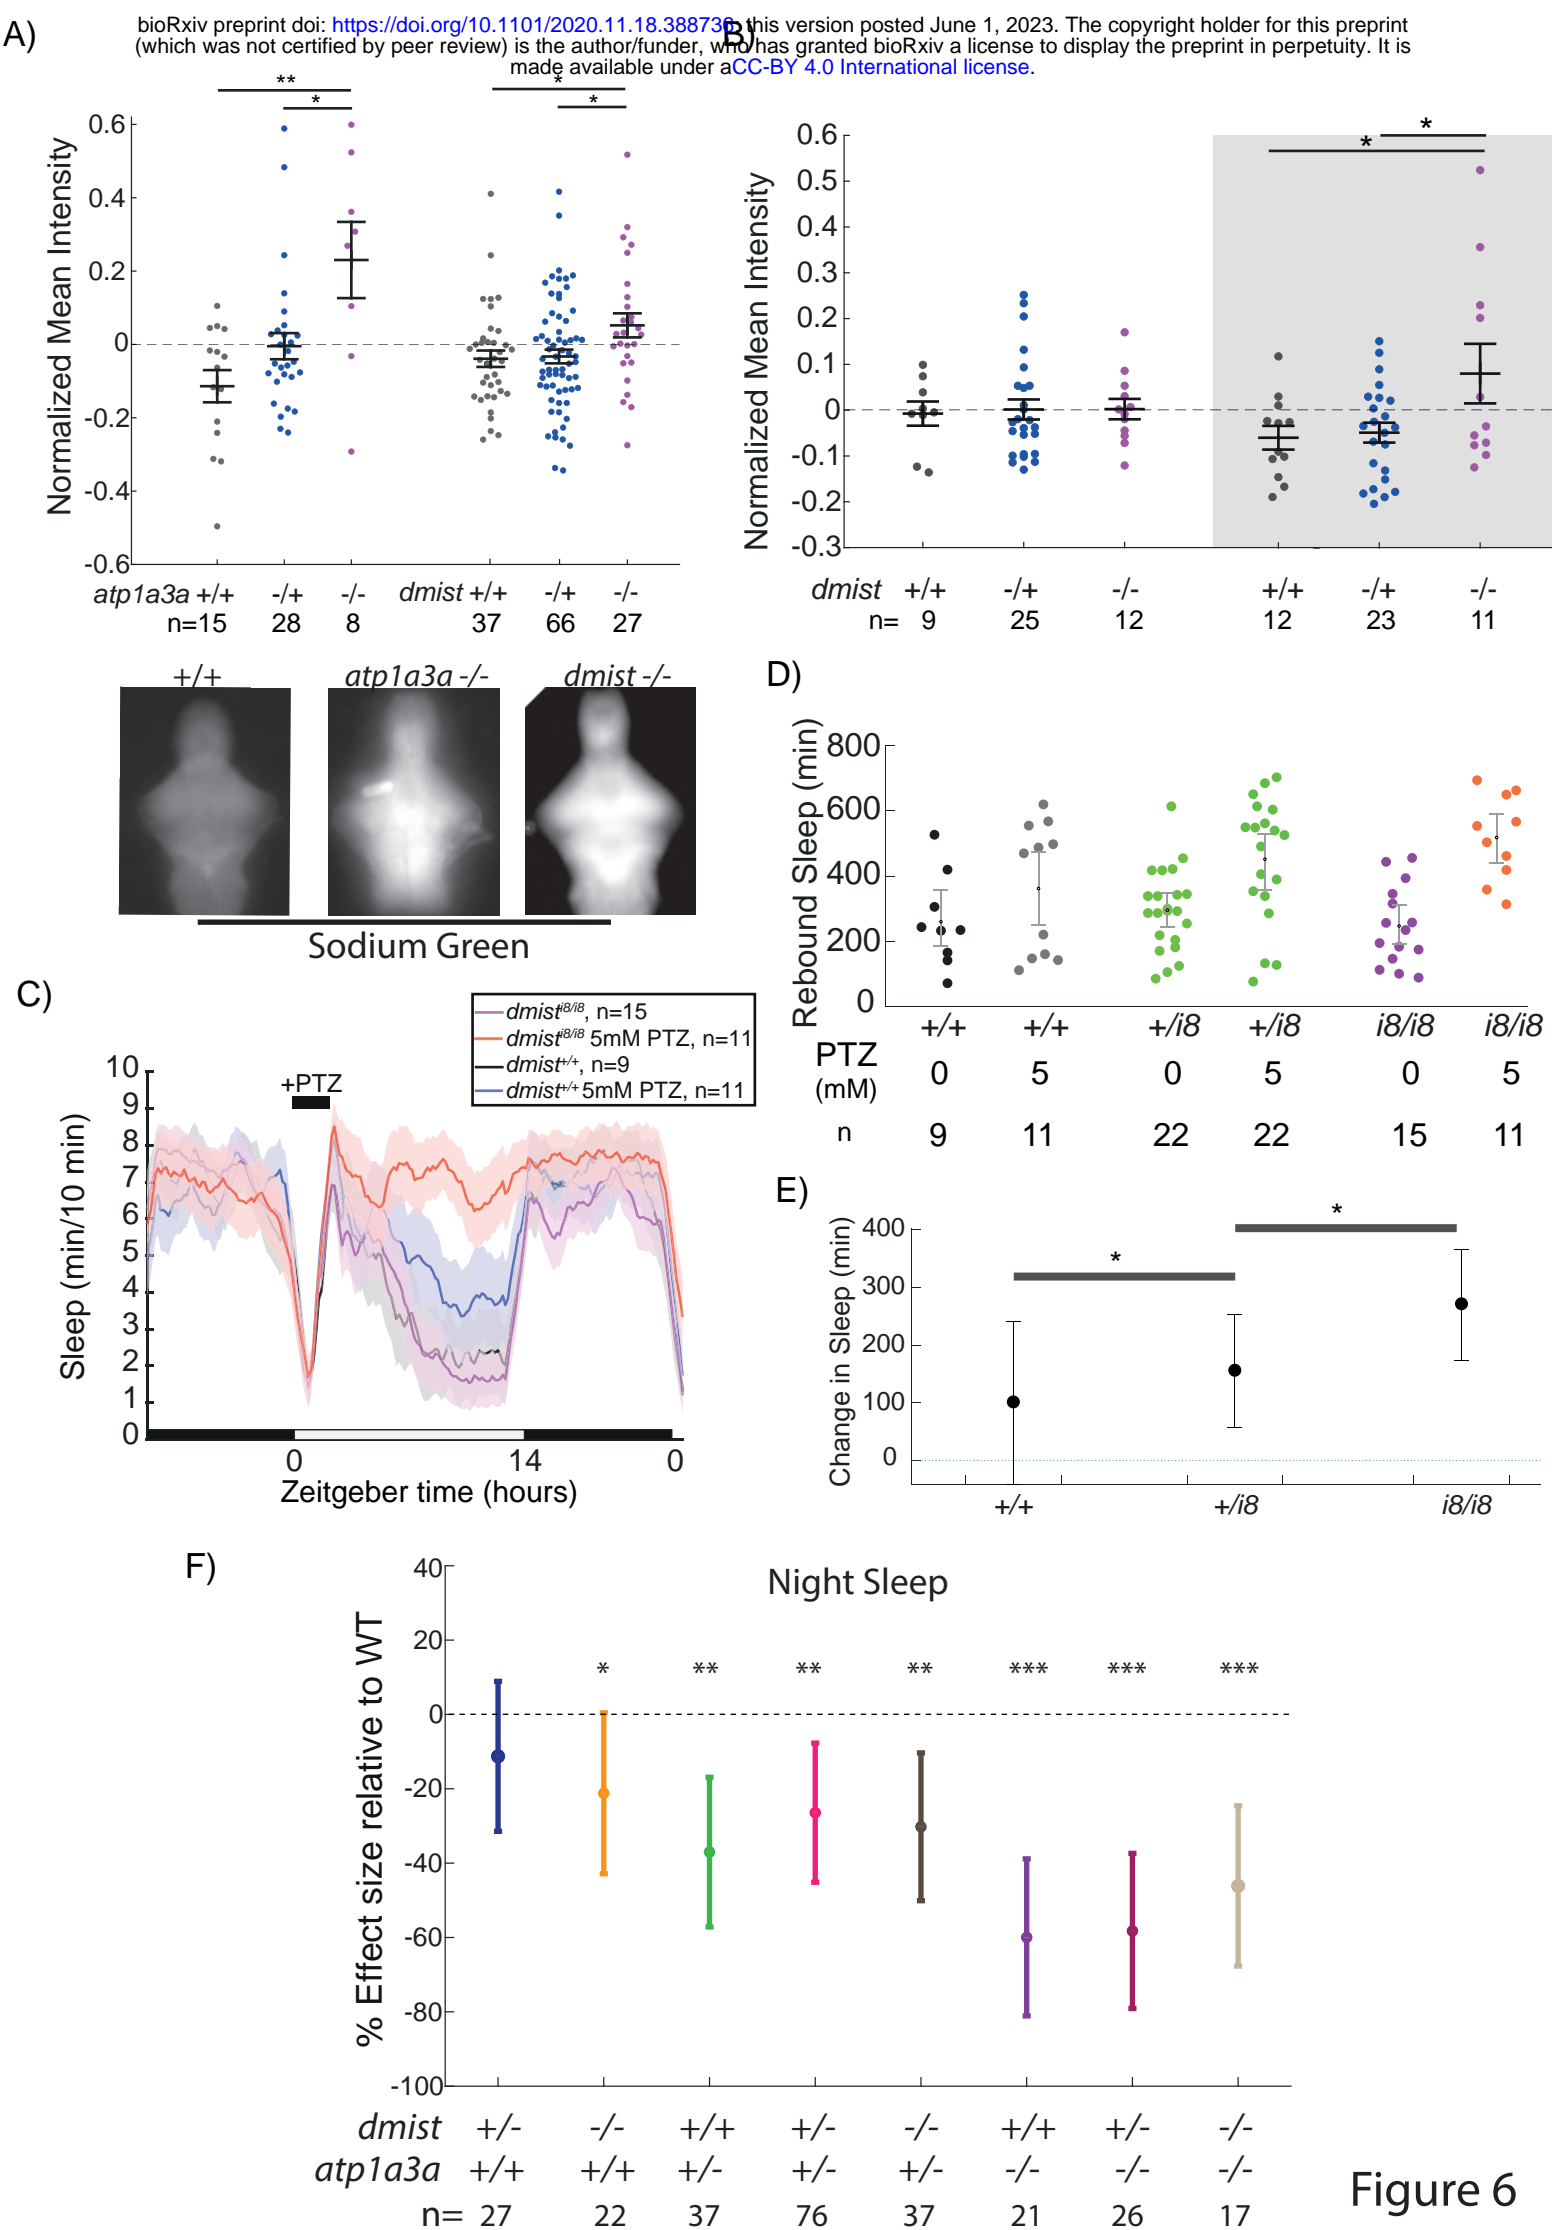 bioRxiv preprint doi: https://doi.org/10.1101/2020.11.18.388736; this version posted June 1, 2023. The copyright holder for this preprint
(which was not certified by peer review) is the author/funder, who has granted bioRxiv a license to display the preprint in perpetuity. It is
made available under aCC-BY 4.0 International license.
A)
** *
* *
Normalized Mean Intensity
0.6
0.4
0.2
0
-0.2
-0.4
-0.6
atp1a3a +/+ -/+ -/- dmist +/+ -/+ -/-
n=15 28 8 37 66 27
+/+ atp1a3a -/- dmist -/-
Sodium Green
B)
*
*
Normalized Mean Intensity
0.6
0.5
0.4
0.3
0.2
0.1
0
-0.1
-0.2
-0.3
dmist +/+ -/+ -/- +/+ -/+ -/-
n= 9 25 12 12 23 11
C)
dmist i8/i8, n=15
dmist i8/i8 5mM PTZ, n=11
dmist +/+, n=9
dmist +/+ 5mM PTZ, n=11
+PTZ
Sleep (min/10 min)
10
9
8
7
6
5
4
3
2
1
0
0 14 0
Zeitgeber time (hours)
D)
Rebound Sleep (min)
800
600
400
200
0
+/+ +/+ +/i8 +/i8 i8/i8 i8/i8
PTZ
(mM) 0 5 0 5 0 5
n 9 11 22 22 15 11
E)
*
*
Change in Sleep (min)
400
300
200
100
0
+/+ +/i8 i8/i8
F)
Night Sleep
% Effect size relative to WT
40
20
0
-20
-40
-60
-80
-100
* ** ** ** *** *** ***
dmist +/- -/- +/+ +/- -/- +/+ +/- -/-
atp1a3a +/+ +/+ +/- +/- +/- -/- -/- -/-
n= 27 22 37 76 37 21 26 17
Figure 6